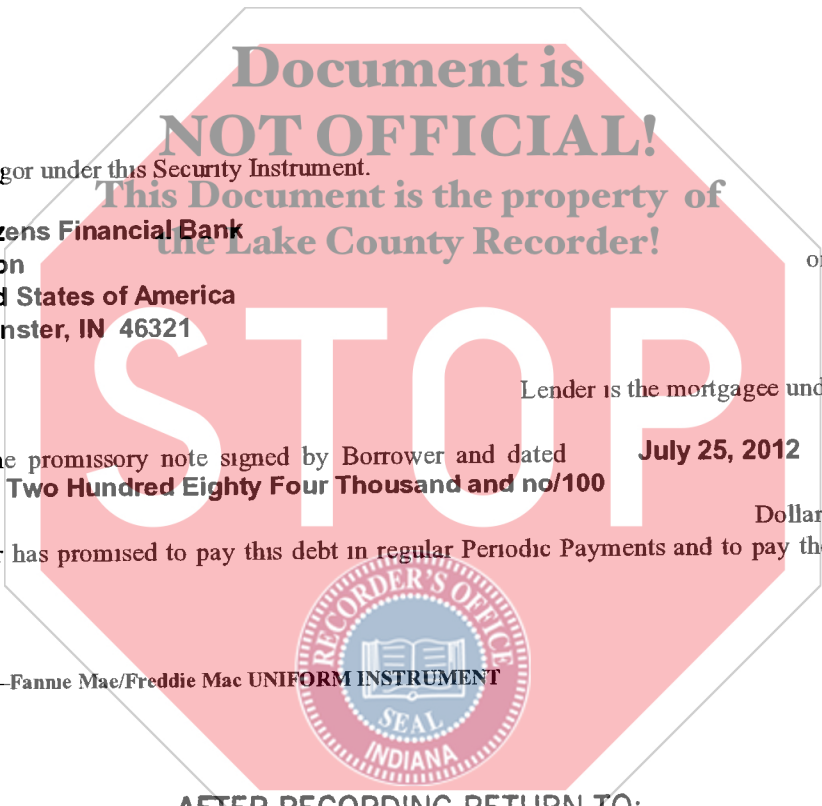 Document is
NOT OFFICIAL!
gor under this Security Instrument.
This Document is the property of
zens Financial Bank
the Lake County Recorder!
on
d States of America
nster, IN 46321
STOP
Lender is the mortgagee und
e promissory note signed by Borrower and dated July 25, 2012
Two Hundred Eighty Four Thousand and no/100
Dollar
r has promised to pay this debt in regular Periodic Payments and to pay the
RECORDER'S OFFICE
—Fannie Mae/Freddie Mac UNIFORM INSTRUMENT
SEAL
INDIANA
AFTER RECORDING RETURN TO: